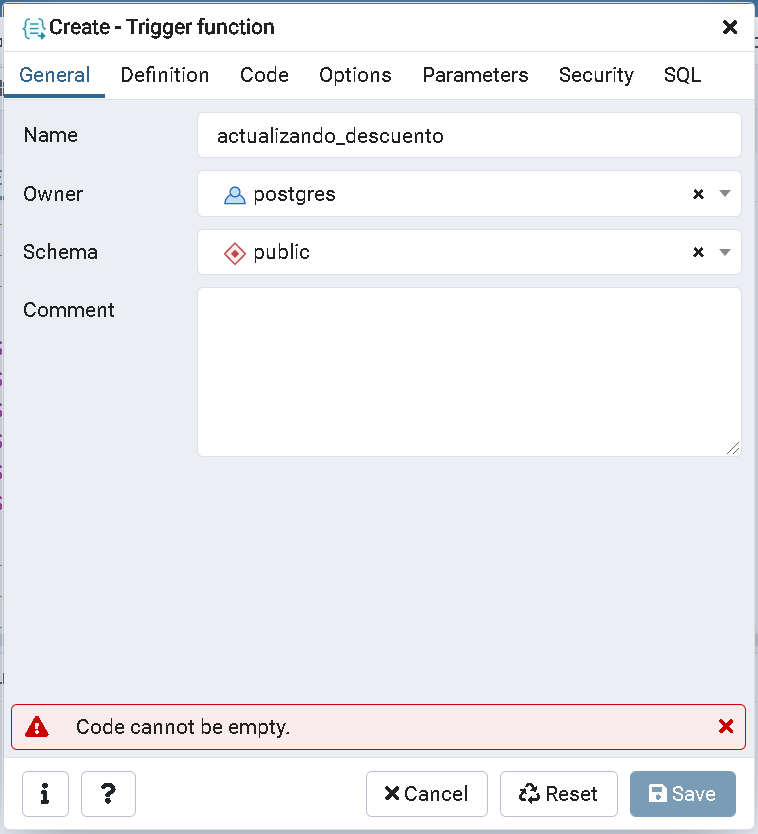 Create - Trigger function
General Definition Code Options Parameters Security SQL
Name actualizando_descuento
Owner postgres
Schema public
Comment
Code cannot be empty.
i ? Cancel Reset Save